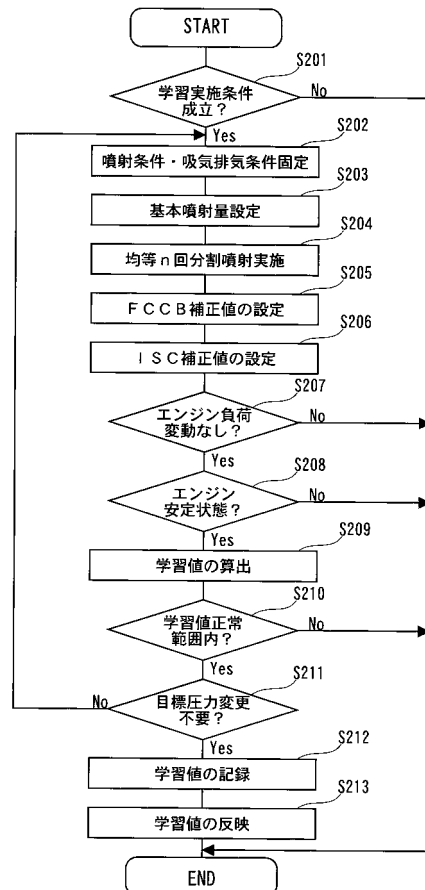 START
S201
学習実施条件
成立？
No
Yes
S202
噴射条件・吸気排気条件固定
S203
基本噴射量設定
S204
均等ｎ回分割噴射実施
S205
ＦＣＣＢ補正値の設定
S206
ＩＳＣ補正値の設定
S207
エンジン負荷
変動なし？
No
Yes
S208
エンジン
安定状態？
No
Yes
S209
学習値の算出
S210
学習値正常
範囲内？
No
Yes
S211
No
目標圧力変更
不要？
Yes
S212
学習値の記録
S213
学習値の反映
END